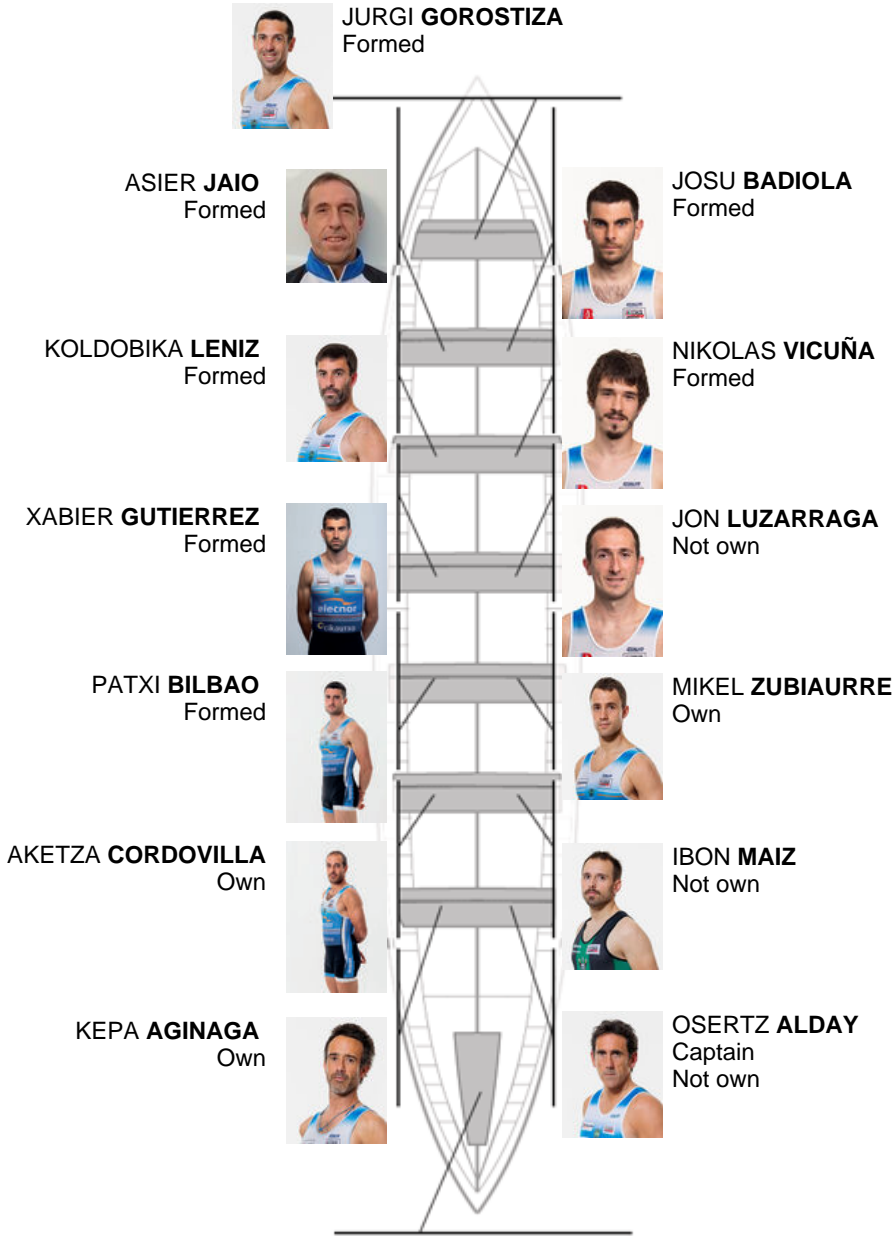 JURGI GOROSTIZA
Formed
ASIER JAIO
Formed
JOSU BADIOLA
Formed
KOLDOBIKA LENIZ
Formed
NIKOLAS VICUÑA
Formed
XABIER GUTIERREZ
Formed
elecnor
JON LUZARRAGA
Not own
PATXI BILBAO
Formed
MIKEL ZUBIAURRE
Own
AKETZA CORDOVILLA
Own
IBON MAIZ
Not own
KEPA AGINAGA
Own
OSERTZ ALDAY
Captain
Not own